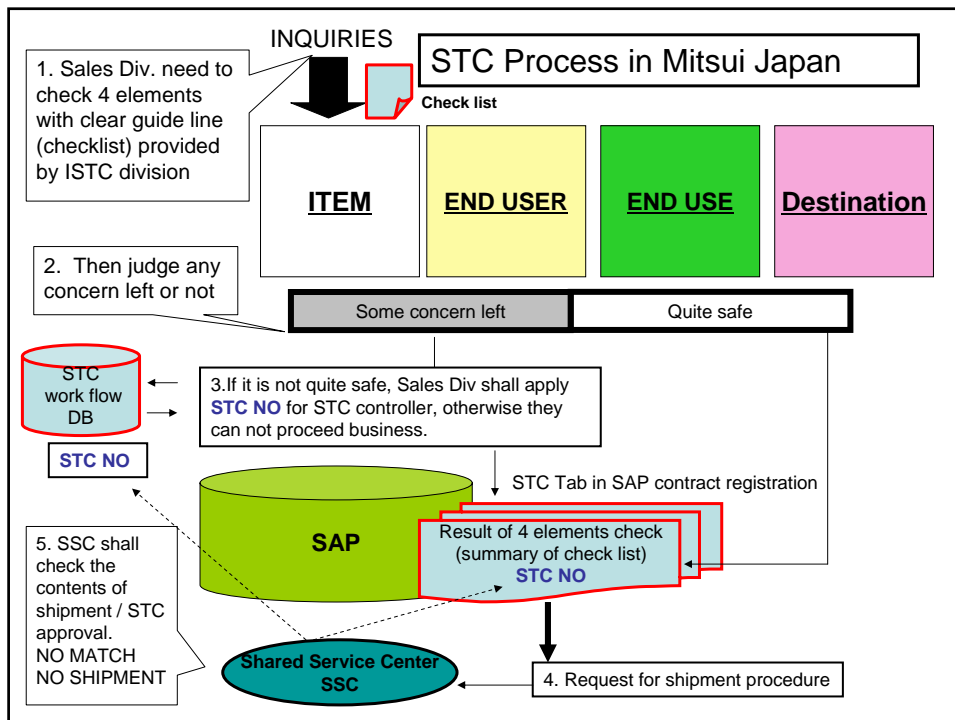 INQUIRIES
STC Process in Mitsui Japan
1. Sales Div. need to
check 4 elements
with clear guide line
(checklist) provided
by ISTC division
Check list
ITEM
END USER
END USE
Destination
2.  Then judge any
concern left or not
Some concern left
Quite safe
STC
work flow
DB
3.If it is not quite safe, Sales Div shall apply
STC NO for STC controller, otherwise they
can not proceed business.
STC NO
STC Tab in SAP contract registration
SAP
Result of 4 elements check
(summary of check list)
STC NO
5. SSC shall
check the
contents of
shipment / STC
approval.
NO MATCH
NO SHIPMENT
Shared Service Center
SSC
4. Request for shipment procedure